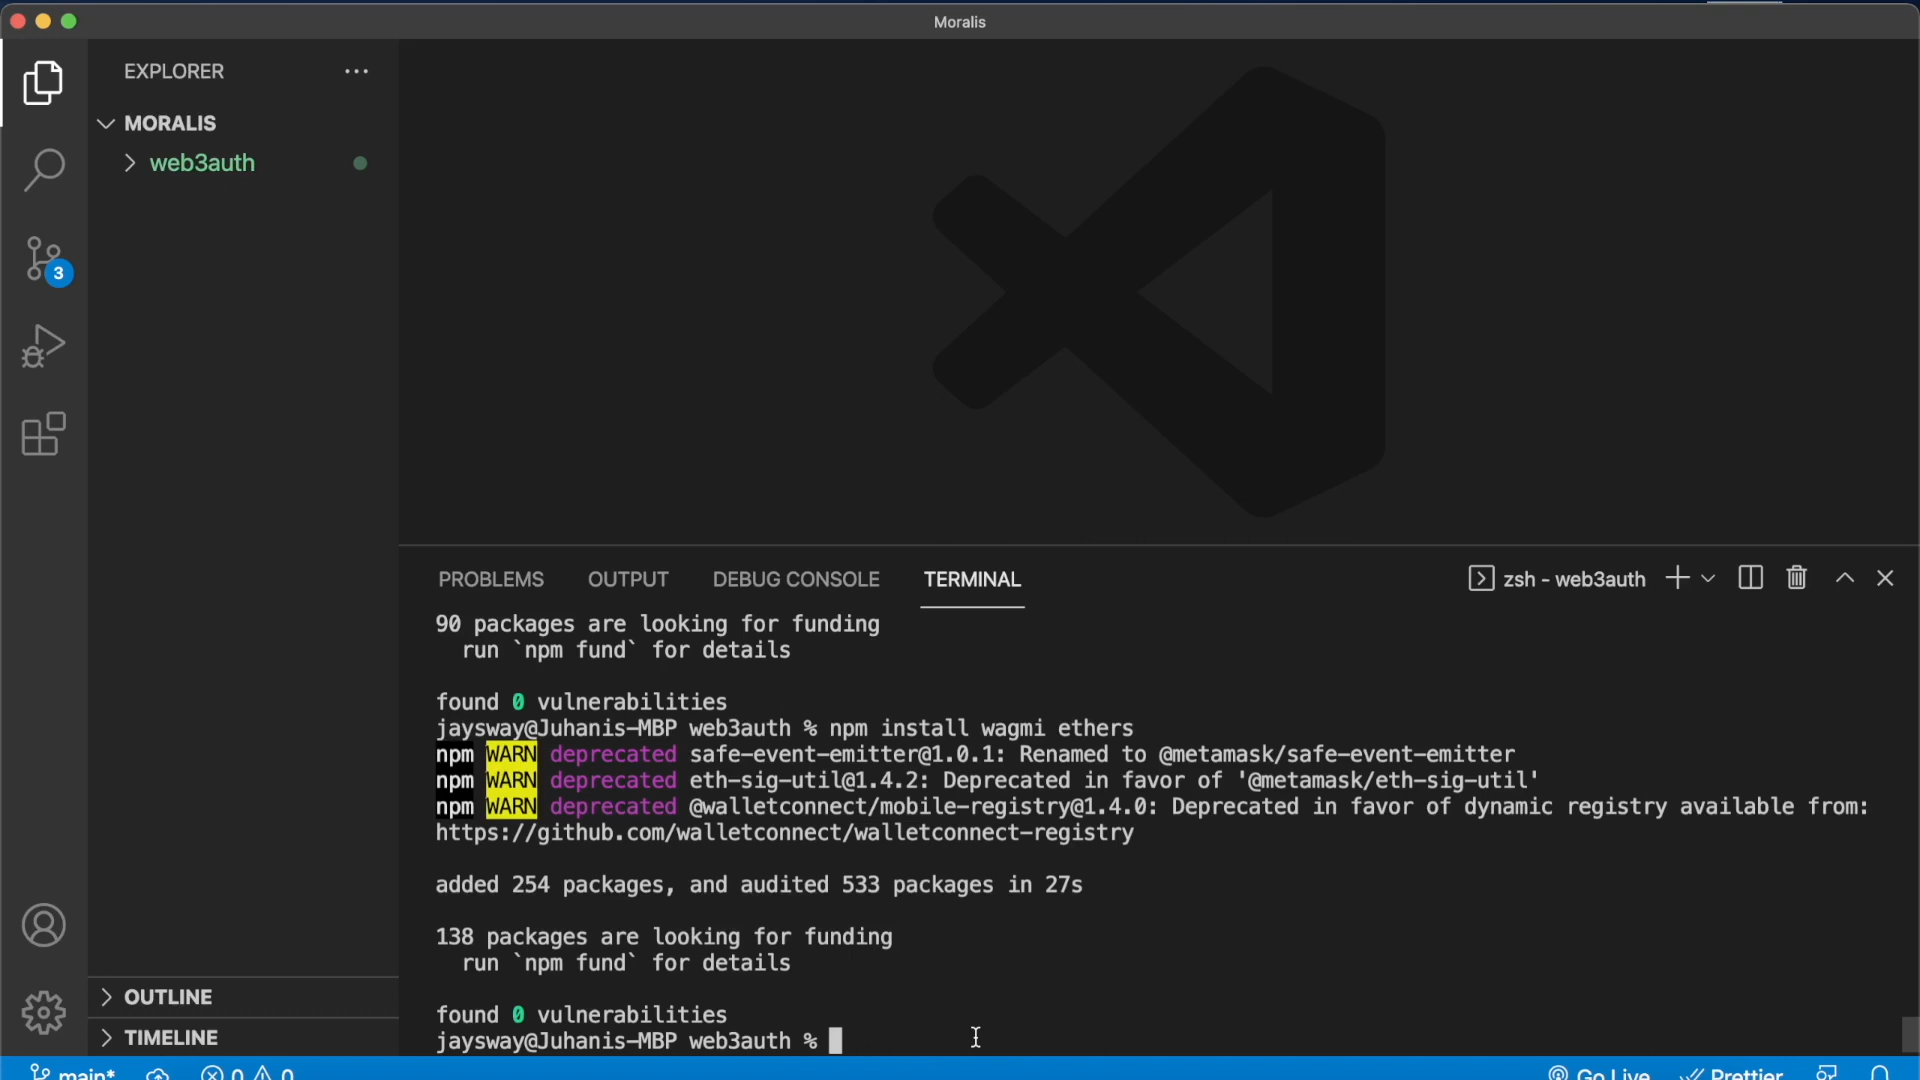 Moralis
EXPLORER
MORALIS
web3auth
3
OUTLINE
TIMELINE
PROBLEMS
OUTPUT
DEBUG CONSOLE
TERMINAL
zsh - web3auth
90 packages are looking for funding
run `npm fund` for details
found 0 vulnerabilities
jaysway@Juhanis-MBP web3auth % npm install wagmi ethers
npm WARN deprecated safe-event-emitter@1.0.1: Renamed to @metamask/safe-event-emitter
npm WARN deprecated eth-sig-util@1.4.2: Deprecated in favor of '@metamask/eth-sig-util'
npm WARN deprecated @walletconnect/mobile-registry@1.4.0: Deprecated in favor of dynamic registry available from:
https://github.com/walletconnect/walletconnect-registry
added 254 packages, and audited 533 packages in 27s
138 packages are looking for funding
run `npm fund` for details
found 0 vulnerabilities
jaysway@Juhanis-MBP web3auth %
main*
0
0
Go Live
Prettier